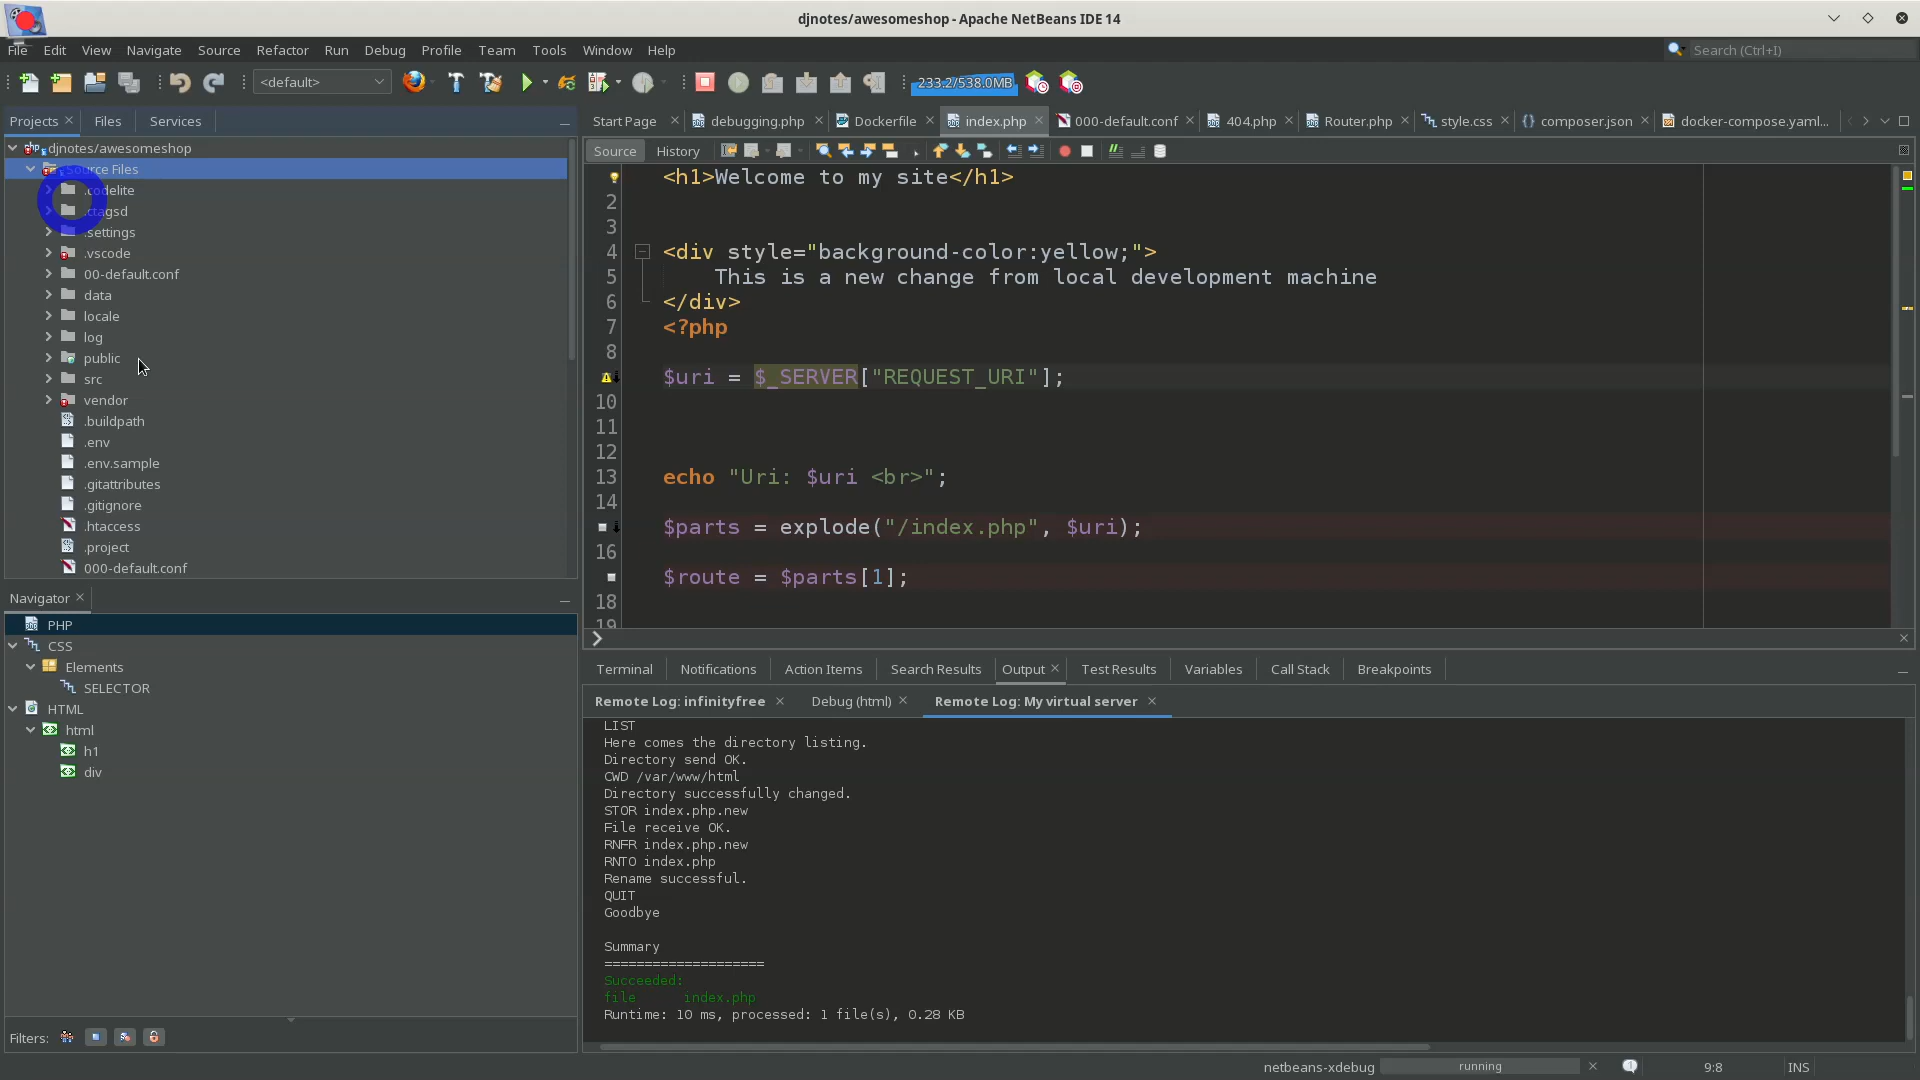 djnotes/awesomeshop - Apache NetBeans IDE 14
File Edit View Navigate Source Refactor Run Debug Profile Team Tools Window Help
Search (Ctrl+I)
<default>
233.2/538.0MB
Projects Files Services
djnotes/awesomeshop
Source Files
.codelite
.ctagsd
.settings
.vscode
00-default.conf
data
locale
log
public
src
vendor
.buildpath
.env
.env.sample
.gitattributes
.gitignore
.htaccess
.project
000-default.conf
Navigator
PHP
CSS
Elements
SELECTOR
HTML
html
h1
div
Filters:
Start Page debugging.php Dockerfile index.php 000-default.conf 404.php Router.php style.css composer.json docker-compose.yaml...
Source History
<h1>Welcome to my site</h1>
2
3
4 <div style="background-color:yellow;">
5 This is a new change from local development machine
6 </div>
7 <?php
8
$uri = $_SERVER["REQUEST_URI"];
10
11
12
13 echo "Uri: $uri <br>";
14
$parts = explode("/index.php", $uri);
16
$route = $parts[1];
18
19
Terminal Notifications Action Items Search Results Output Test Results Variables Call Stack Breakpoints
Remote Log: infinityfree Debug (html) Remote Log: My virtual server
LIST
Here comes the directory listing.
Directory send OK.
CWD /var/www/html
Directory successfully changed.
STOR index.php.new
File receive OK.
RNFR index.php.new
RNTO index.php
Rename successful.
QUIT
Goodbye
Summary
====================
Succeeded:
file index.php
Runtime: 10 ms, processed: 1 file(s), 0.28 KB
netbeans-xdebug running 9:8 INS